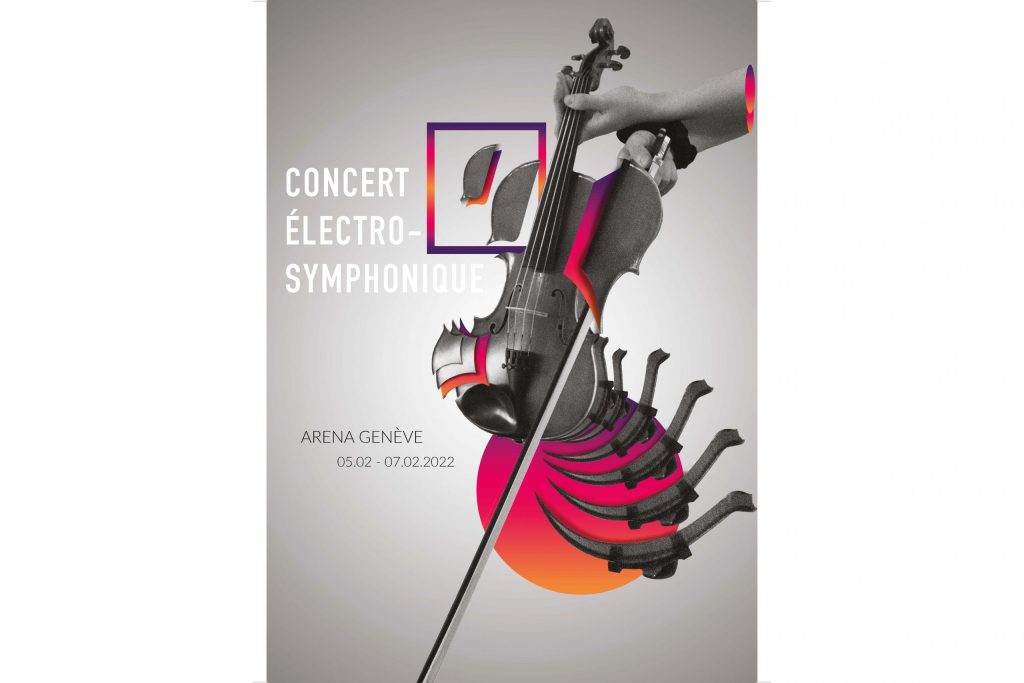 CONCERT
ÉLECTRO-
SYMPHONIQUE
ARENA GENÈVE
05.02 - 07.02.2022